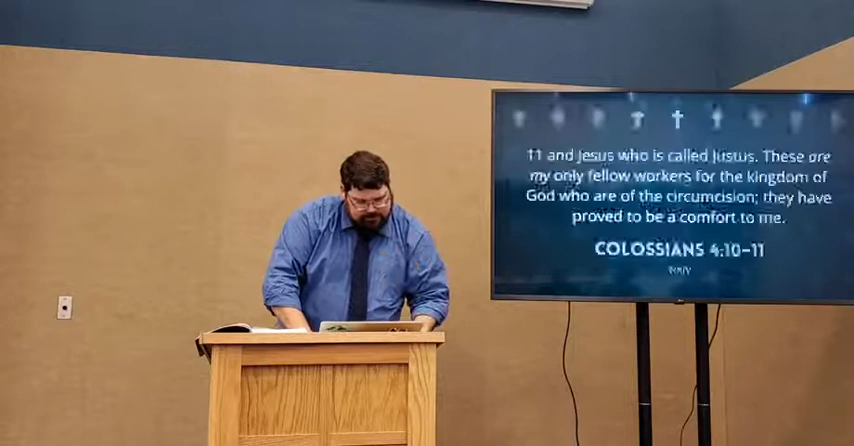 11 and Jesus who is called Justus. These are
my only fellow workers for the kingdom of
God who are of the circumcision; they have
proved to be a comfort to me.
COLOSSIANS 4:10–11
NKJV